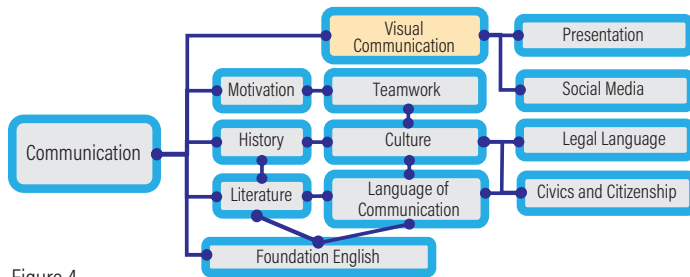 Visual
Communication
Presentation
Motivation
Teamwork
Social Media
Communication
History
Culture
Legal Language
Literature
Language of
Communication
Civics and Citizenship
Foundation English
Figure 4